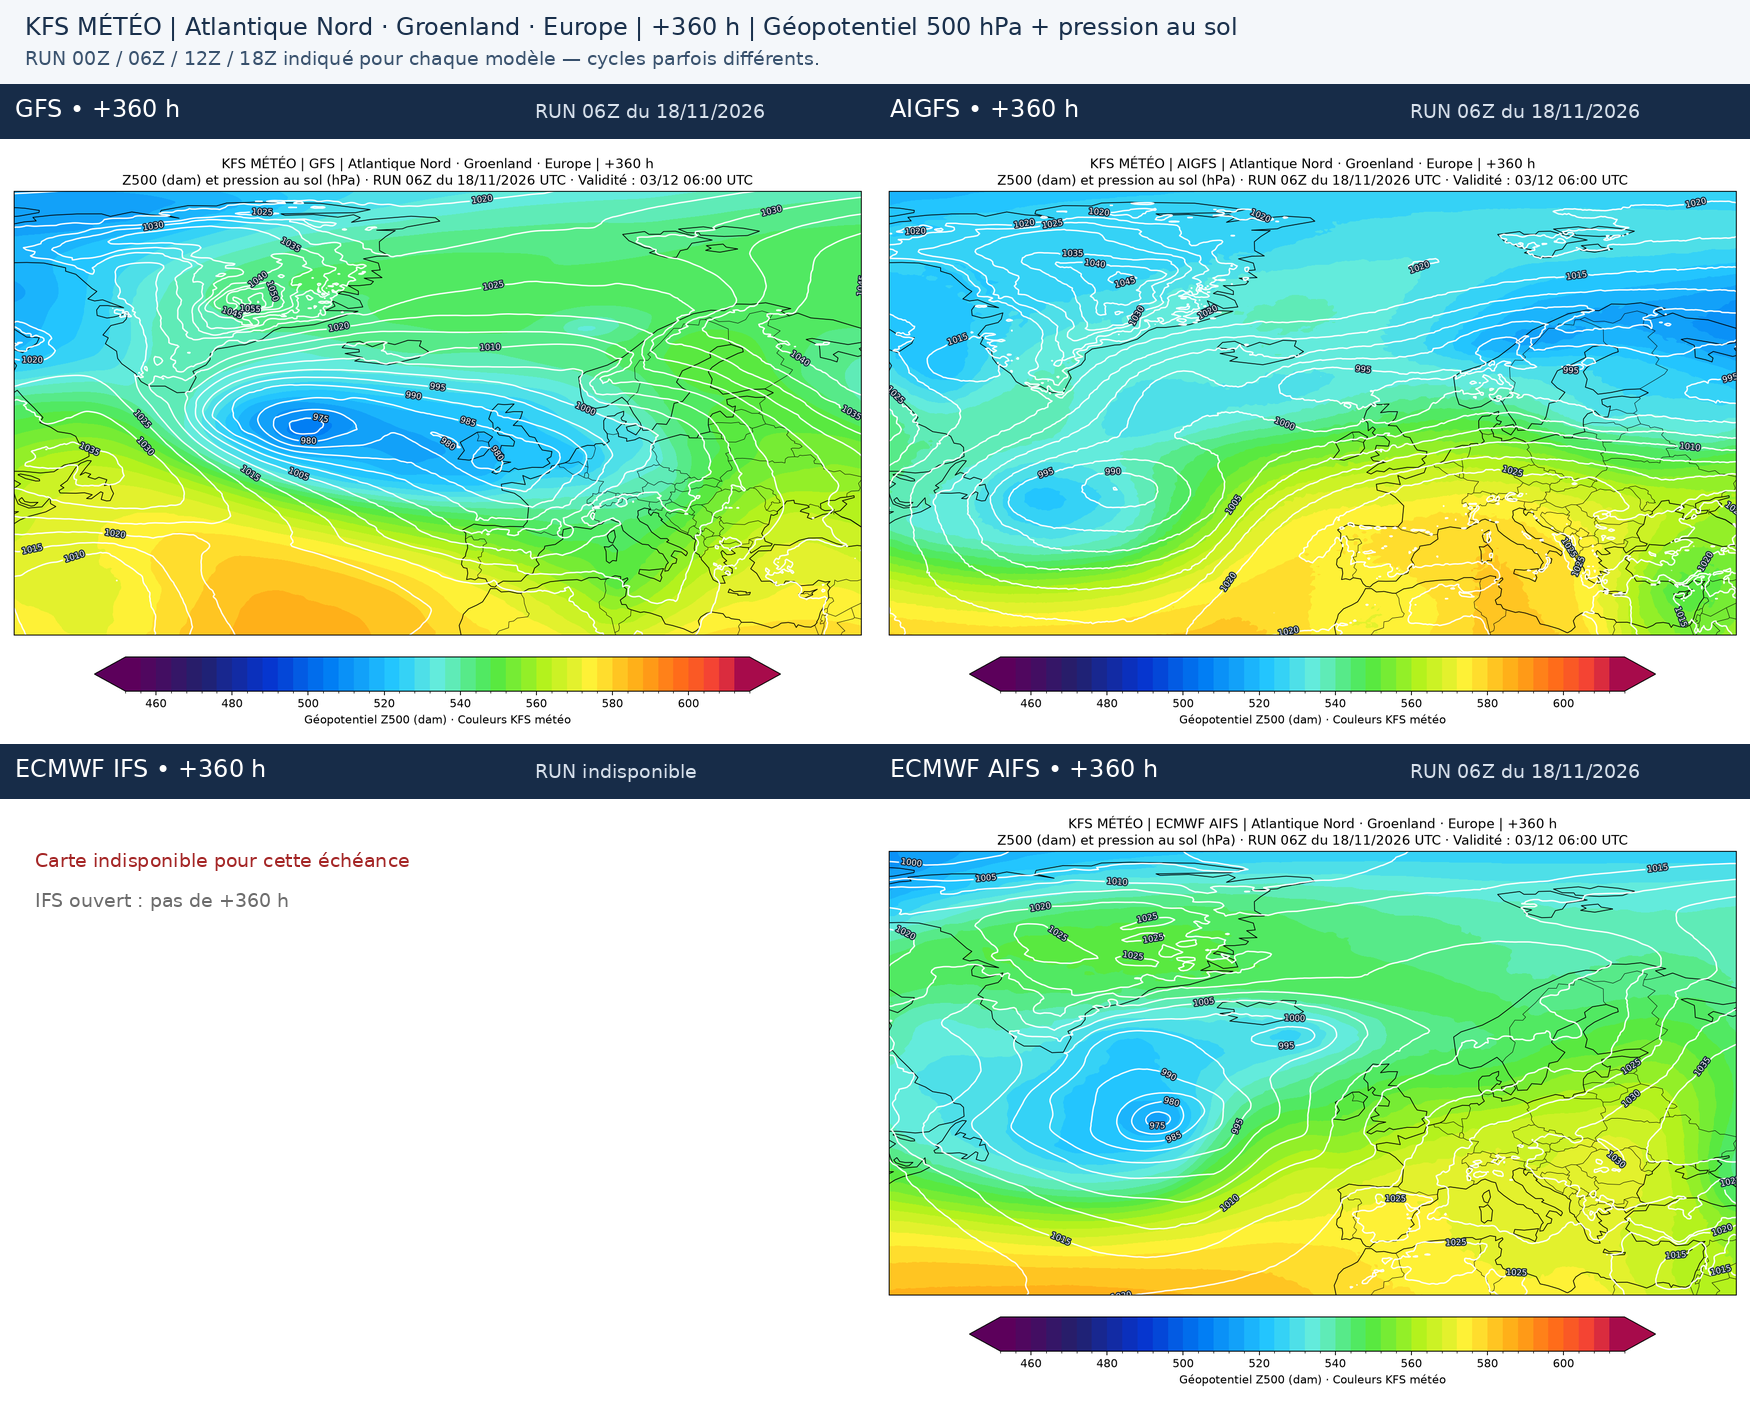 KFS MÉTÉO | Atlantique Nord · Groenland · Europe | +360 h | Géopotentiel 500 hPa + pression au sol
RUN 00Z / 06Z / 12Z / 18Z indiqué pour chaque modèle — cycles parfois différents.
GFS • +360 h
RUN 06Z du 18/11/2026
AIGFS • +360 h
RUN 06Z du 18/11/2026
KFS MÉTÉO | GFS | Atlantique Nord · Groenland · Europe | +360 h
Z500 (dam) et pression au sol (hPa) · RUN 06Z du 18/11/2026 UTC · Validité : 03/12 06:00 UTC
460 480 500 520 540 560 580 600
Géopotentiel Z500 (dam) · Couleurs KFS météo
KFS MÉTÉO | AIGFS | Atlantique Nord · Groenland · Europe | +360 h
Z500 (dam) et pression au sol (hPa) · RUN 06Z du 18/11/2026 UTC · Validité : 03/12 06:00 UTC
460 480 500 520 540 560 580 600
Géopotentiel Z500 (dam) · Couleurs KFS météo
ECMWF IFS • +360 h
RUN indisponible
ECMWF AIFS • +360 h
RUN 06Z du 18/11/2026
Carte indisponible pour cette échéance
IFS ouvert : pas de +360 h
KFS MÉTÉO | ECMWF AIFS | Atlantique Nord · Groenland · Europe | +360 h
Z500 (dam) et pression au sol (hPa) · RUN 06Z du 18/11/2026 UTC · Validité : 03/12 06:00 UTC
460 480 500 520 540 560 580 600
Géopotentiel Z500 (dam) · Couleurs KFS météo